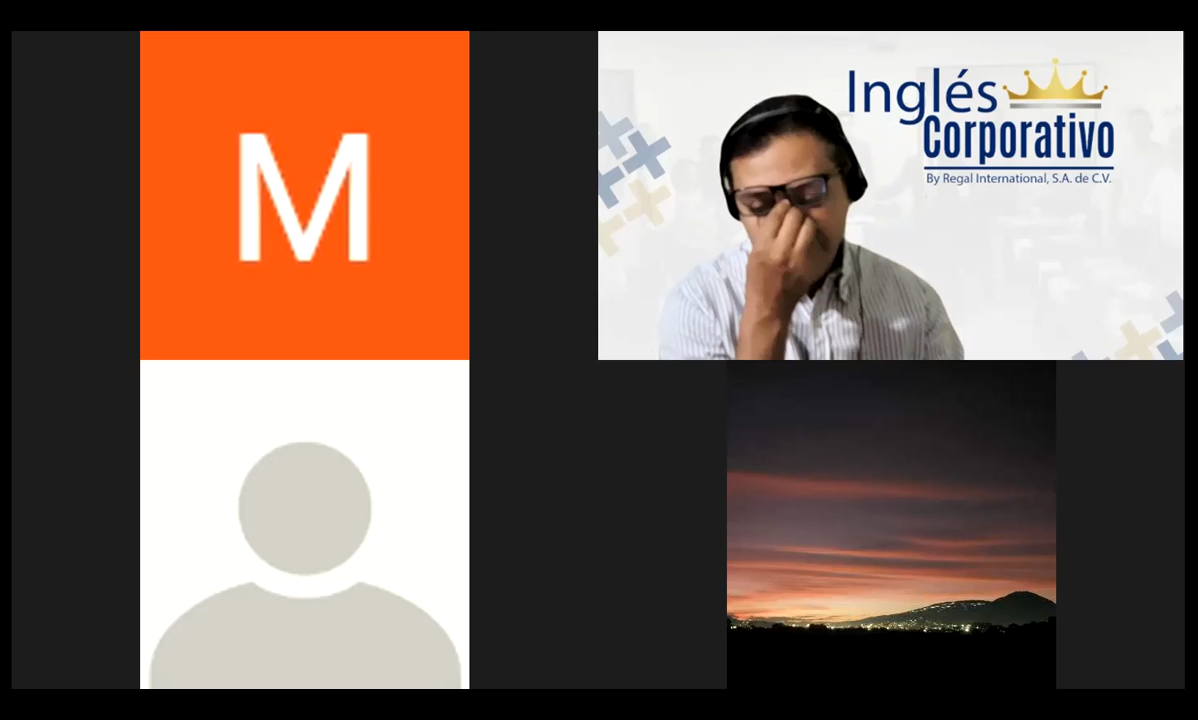 M
Inglés
Corporativo
By Regal International, S.A. de C.V.